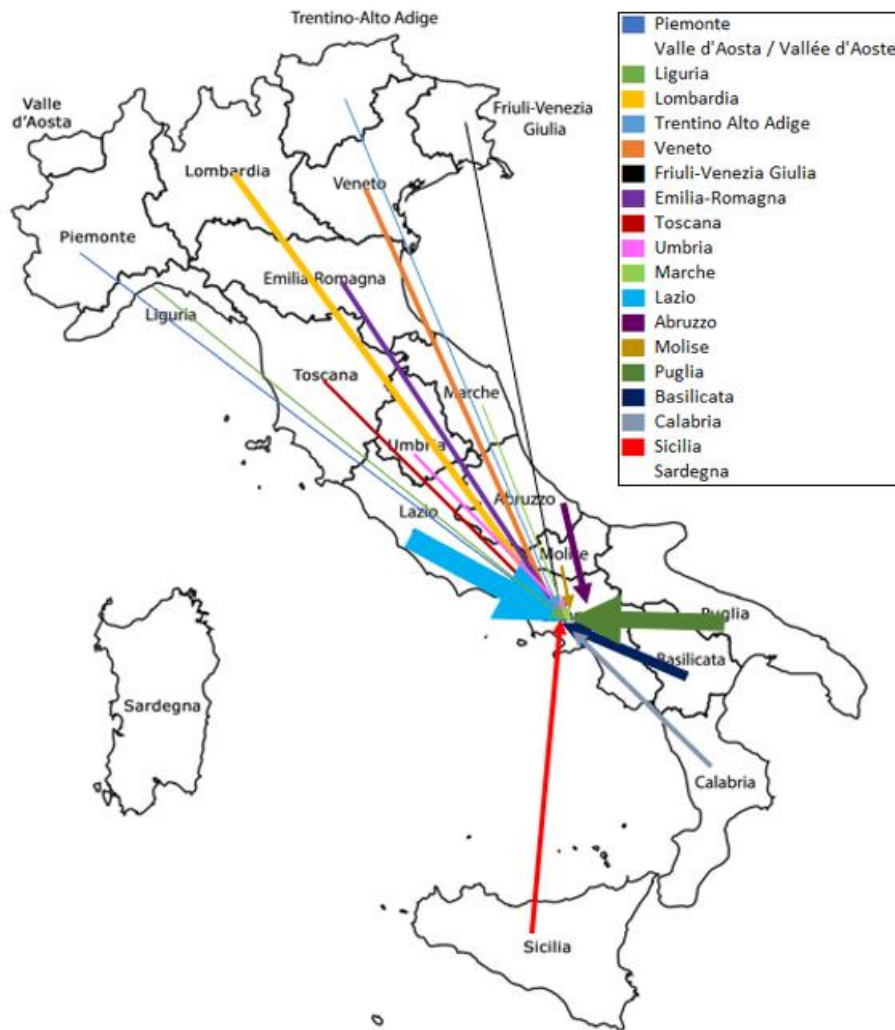 Trentino-Alto Adige
Valle
d'Aosta
Friuli-Venezia
Giulia
Lombardia
Veneto
Piemonte
Emilia-Romagna
Liguria
Toscana
Marche
Umbria
Lazio
Abruzzo
Molise
Puglia
Basilicata
Sardegna
Calabria
Sicilia
Piemonte
Valle d'Aosta / Vallée d'Aoste
Liguria
Lombardia
Trentino Alto Adige
Veneto
Friuli-Venezia Giulia
Emilia-Romagna
Toscana
Umbria
Marche
Lazio
Abruzzo
Molise
Puglia
Basilicata
Calabria
Sicilia
Sardegna